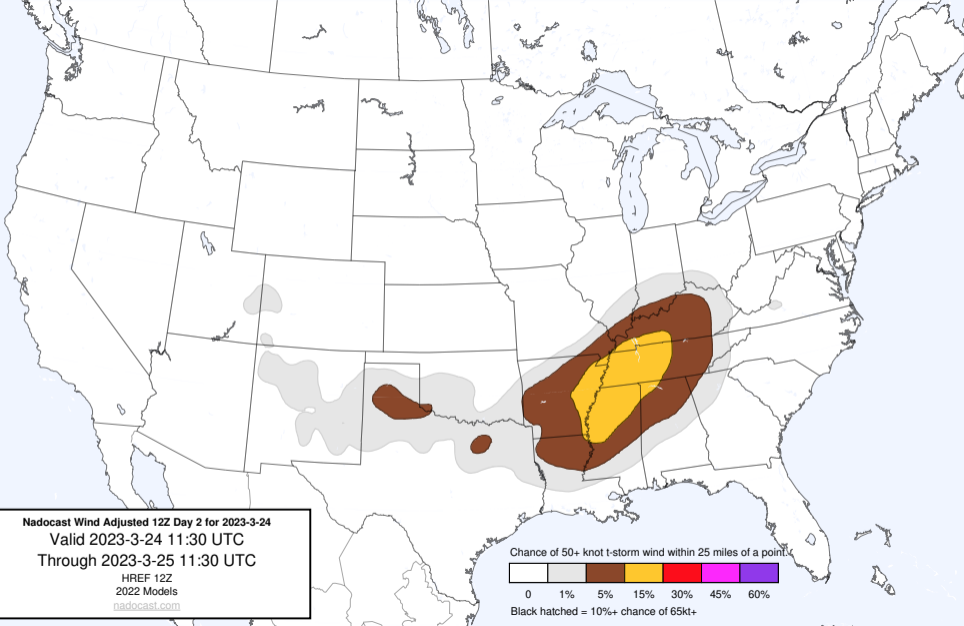 Nadocast Wind Adjusted 12Z Day 2 for 2023-3-24
Valid 2023-3-24 11:30 UTC
Through 2023-3-25 11:30 UTC
HREF 12Z
2022 Models
nadocast.com
Chance of 50+ knot t-storm wind within 25 miles of a point.
0 1% 5% 15% 30% 45% 60%
Black hatched = 10%+ chance of 65kt+